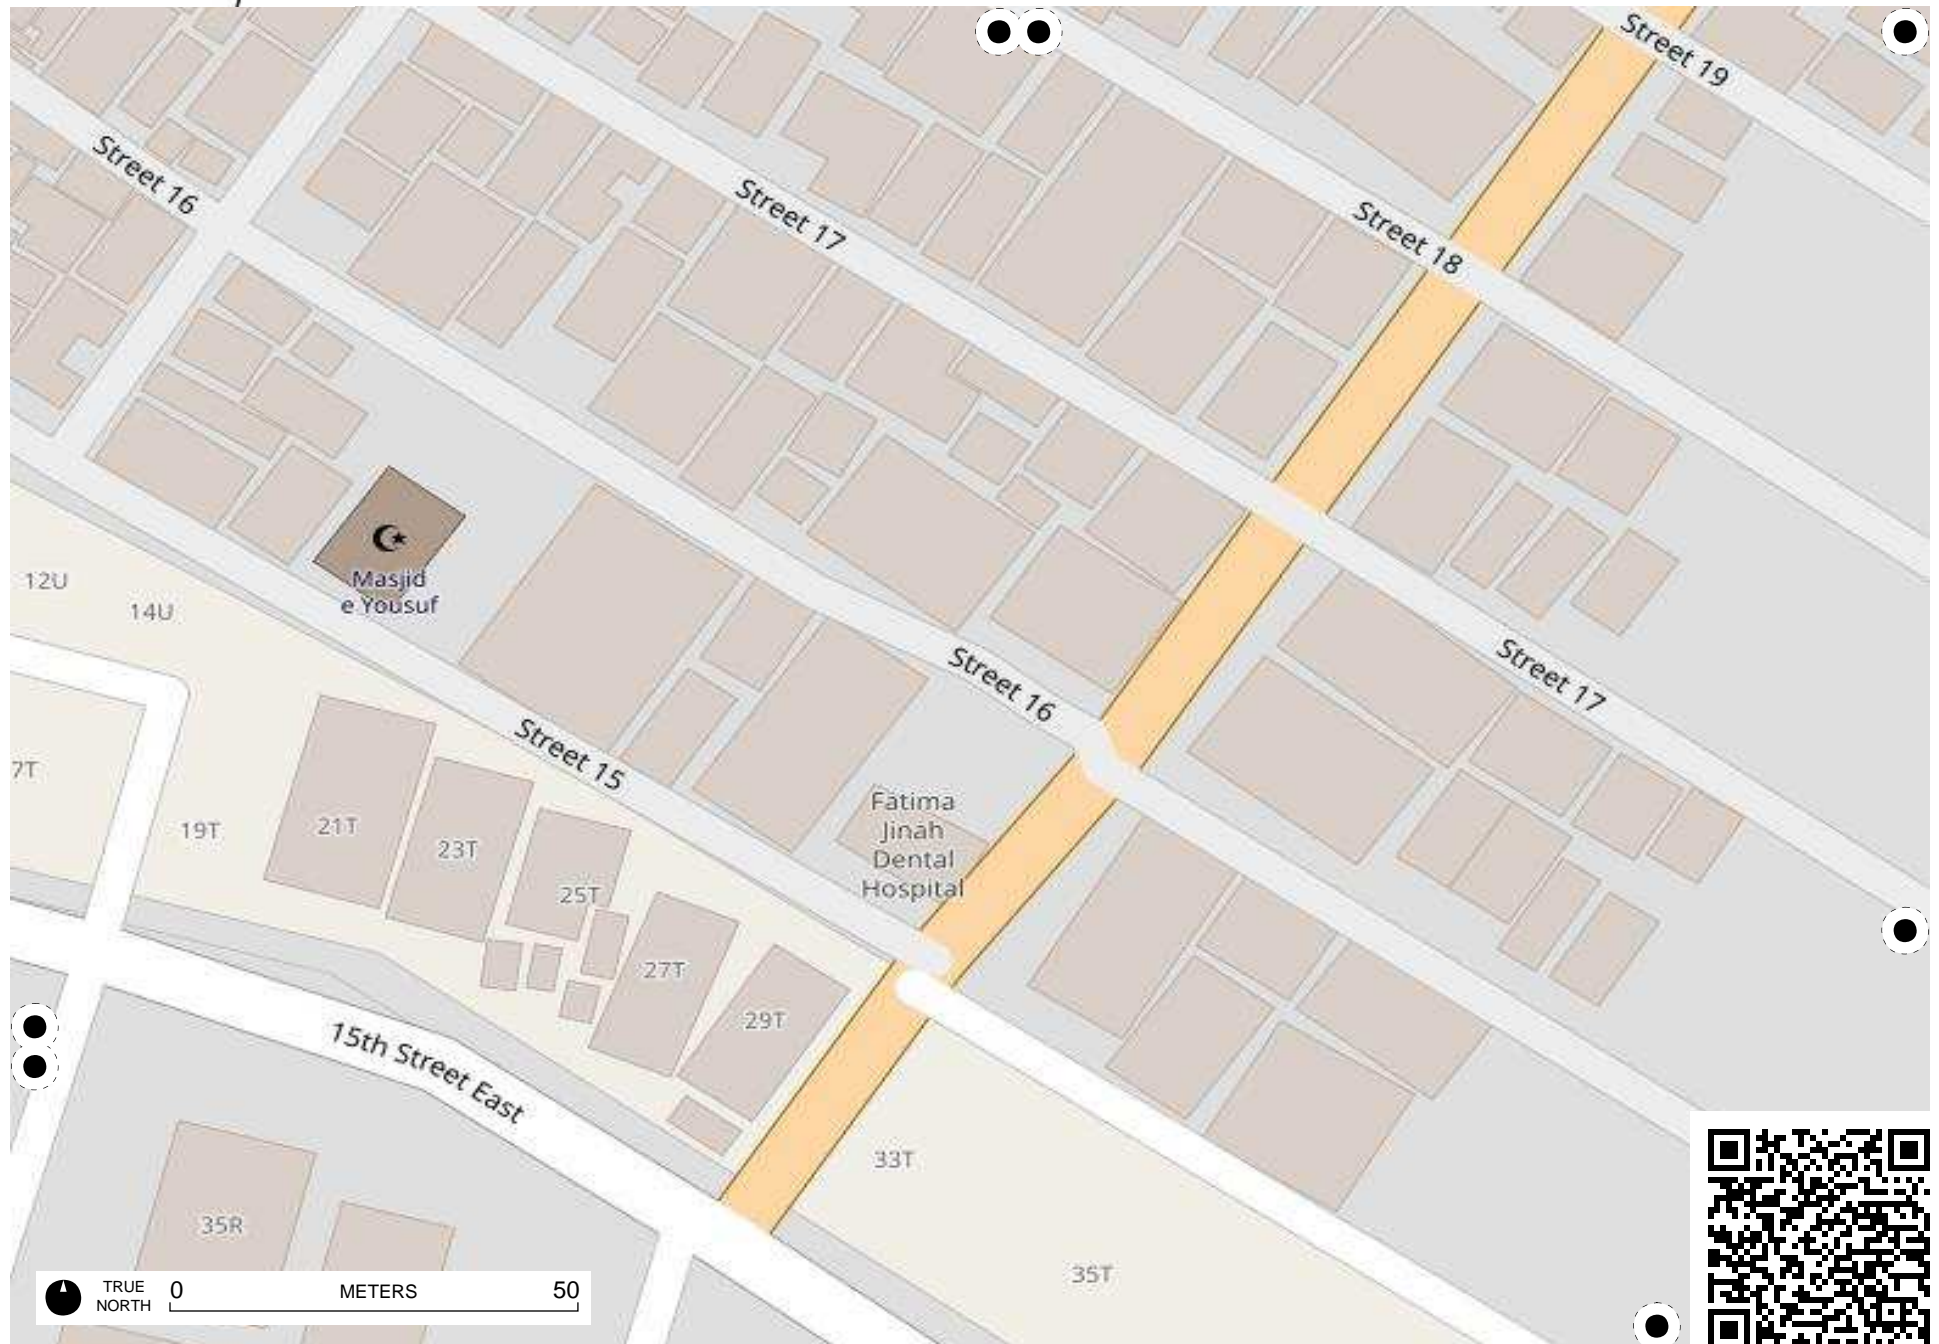 Street 19
Street 16
Street 17
Street 18
Masjid
e Yousuf
12U
14U
Street 16
Street 17
Street 15
7T
Fatima
Jinah
Dental
Hospital
19T
21T
23T
25T
27T
29T
15th Street East
33T
35R
35T
TRUE
NORTH
0 METERS 50